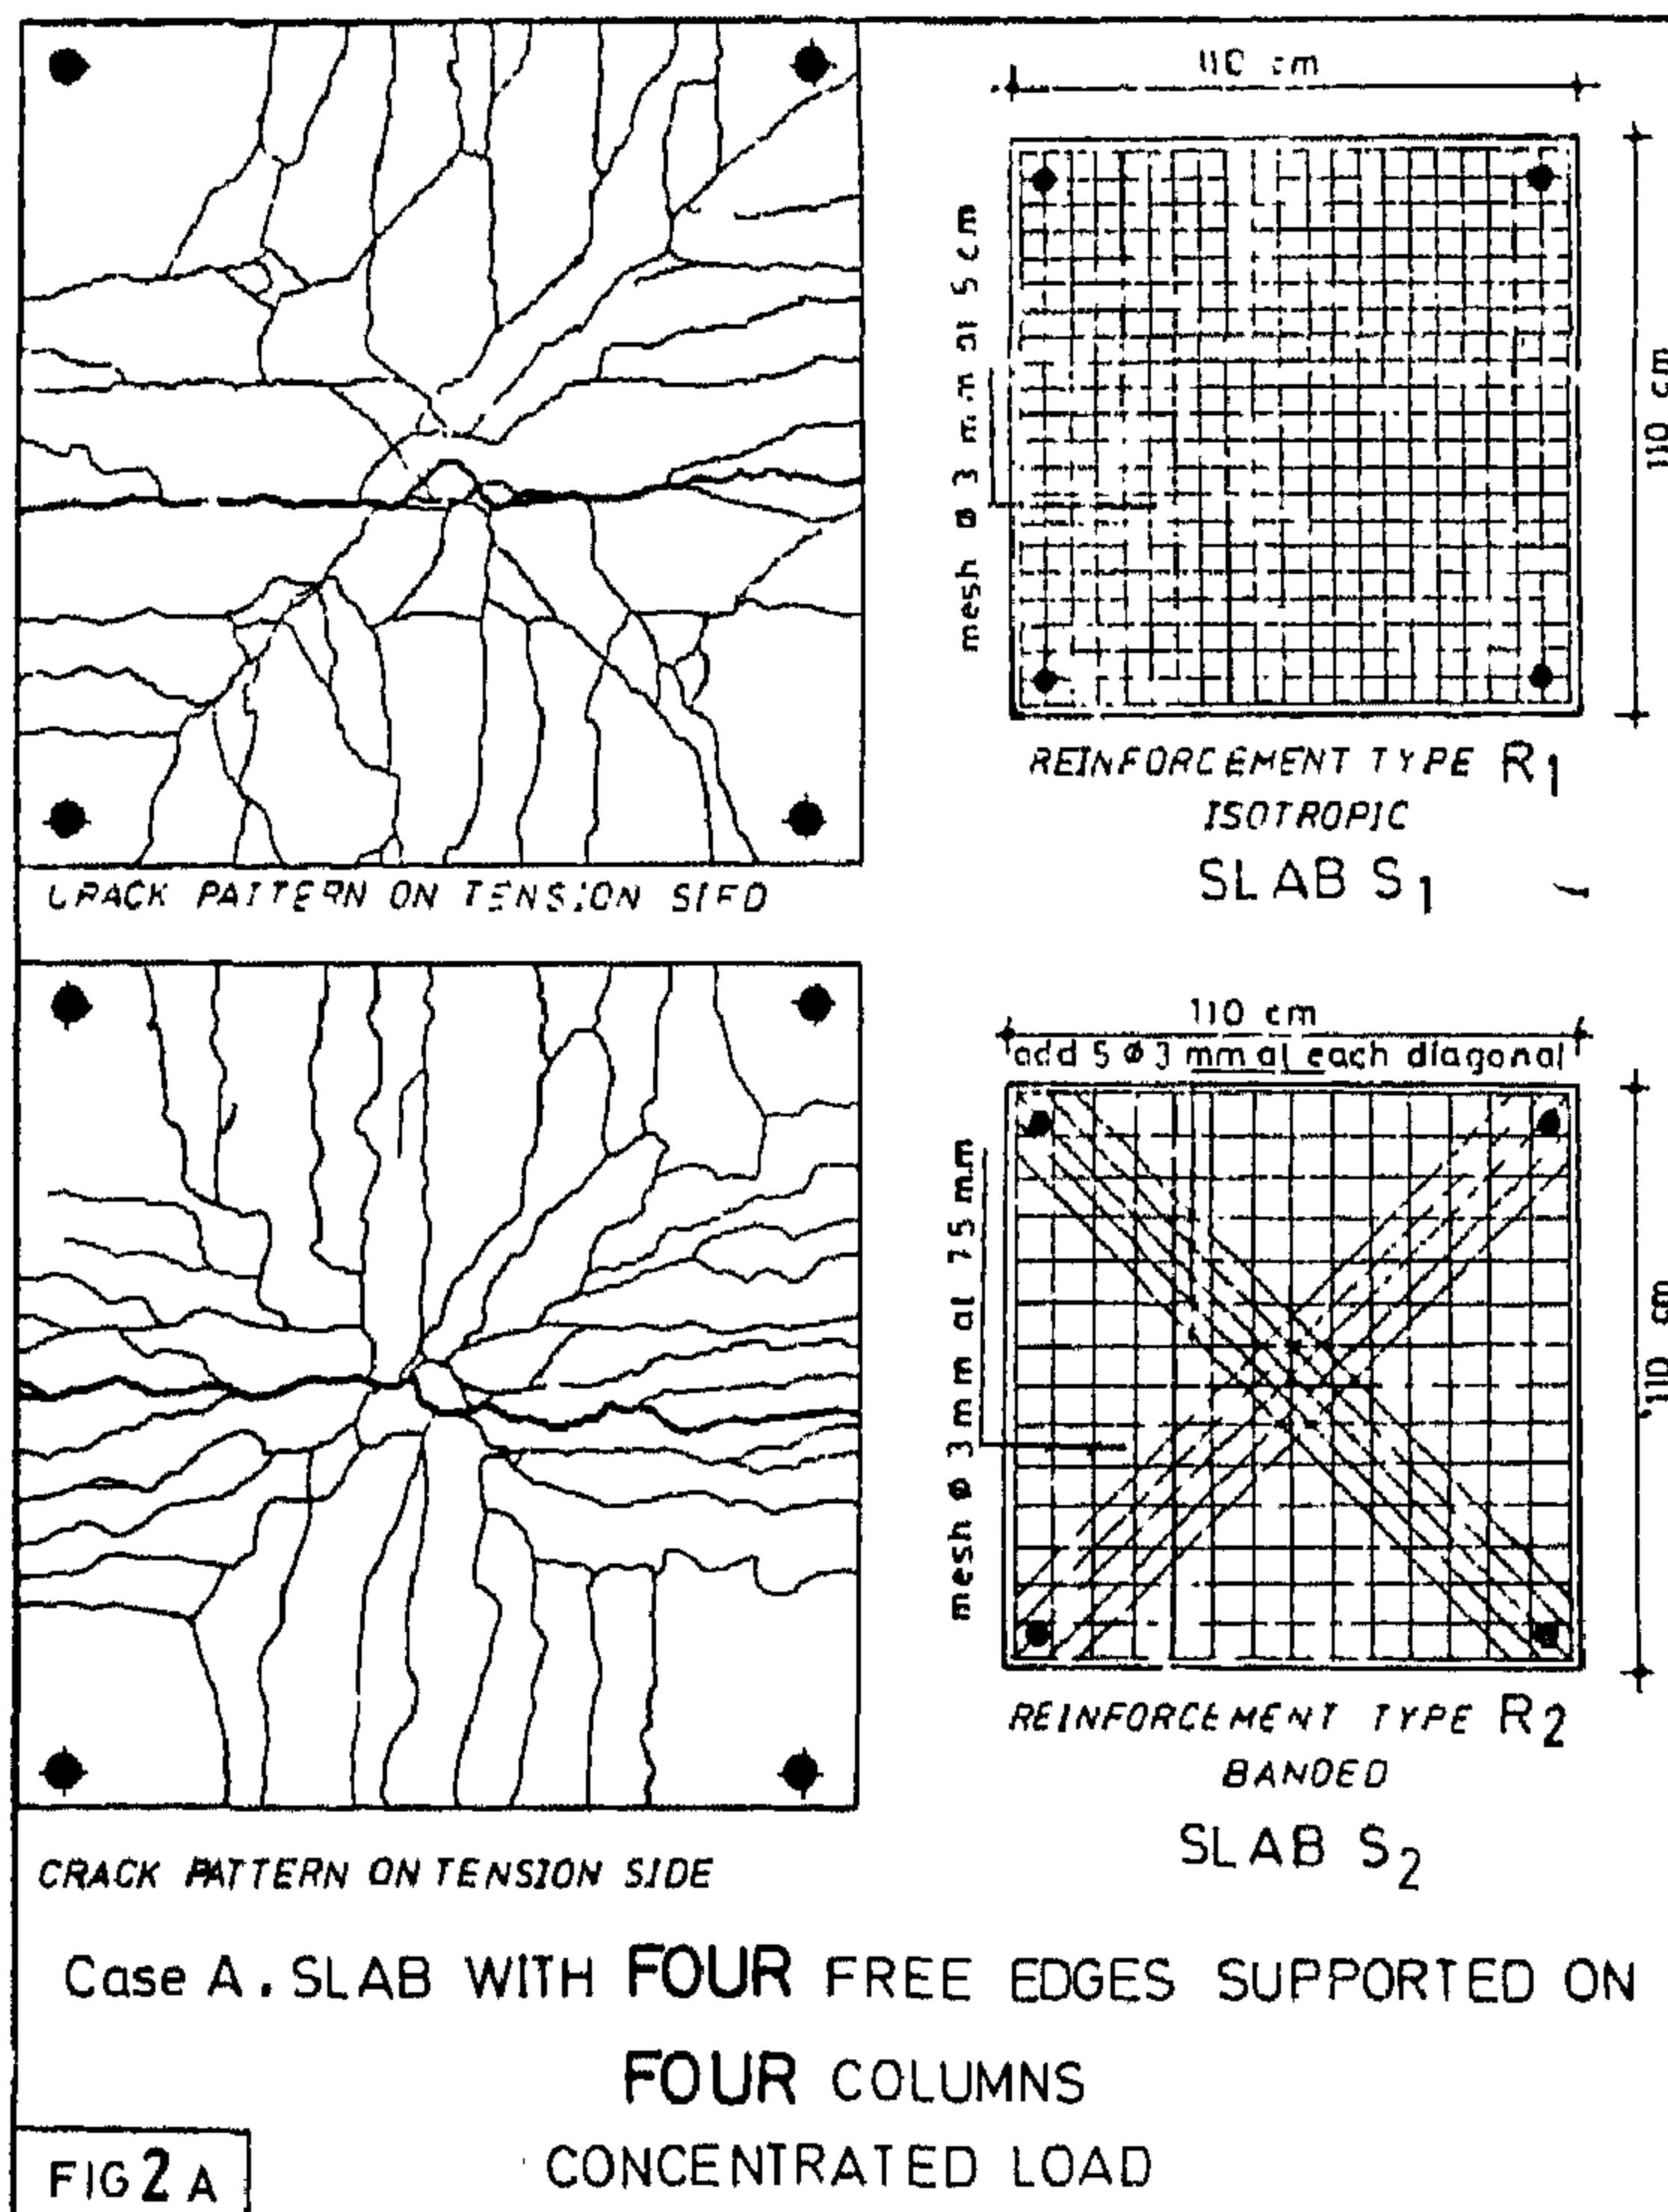 110 cm
mesh ø 3 mm at 5 cm
110 cm
REINFORCEMENT TYPE R1
ISOTROPIC
SLAB S1
CRACK PATTERN ON TENSION SIED
110 cm
add 5 ø 3 mm at each diagonal
mesh ø 3 mm at 75 mm
110 cm
REINFORCEMENT TYPE R2
BANDED
SLAB S2
CRACK PATTERN ON TENSION SIDE
Case A. SLAB WITH FOUR FREE EDGES SUPPORTED ON
FOUR COLUMNS
CONCENTRATED LOAD
FIG 2 A